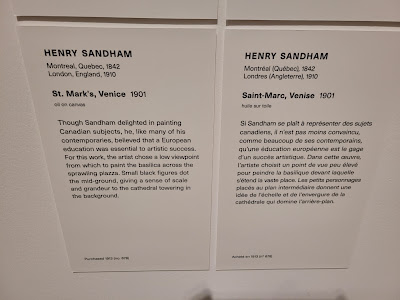 HENRY SANDHAM
Montreal, Quebec, 1842
London, England, 1910
St. Mark's, Venice 1901
oil on canvas
Though Sandham delighted in painting
Canadian subjects, he, like many of his
contemporaries, believed that a European
education was essential to artistic success.
For this work, the artist chose a low viewpoint
from which to paint the basilica across the
sprawling piazza. Small black figures dot
the mid-ground, giving a sense of scale
and grandeur to the cathedral towering in
the background.
Purchased 1910
HENRY SANDHAM
Montréal (Québec), 1842
Londres (Angleterre), 1910
Saint-Marc, Venise 1901
huile sur toile
Si Sandham se plaît à représenter des sujets
canadiens, il n'est pas moins convaincu,
comme beaucoup de ses contemporains,
qu'une éducation européenne est le gage
d'un succès artistique. Dans cette œuvre,
l'artiste choisit un point de vue peu élevé
pour peindre la basilique devant laquelle
s'étend la vaste place. Les petits personnages
placés au plan intermédiaire donnent une
idée de l'échelle et de l'envergure de la
cathédrale qui domine l'arrière-plan.
Acheté en 1910